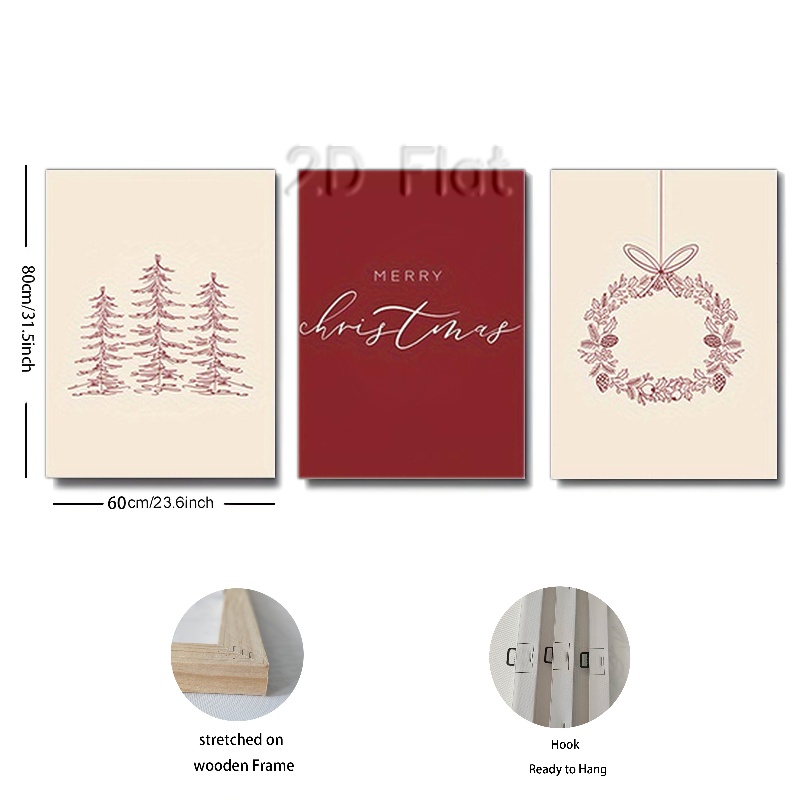 2D Flat
MERRY
christmas
80cm/31.5inch
60cm/23.6inch
stretched on
wooden Frame
Hook
Ready to Hang